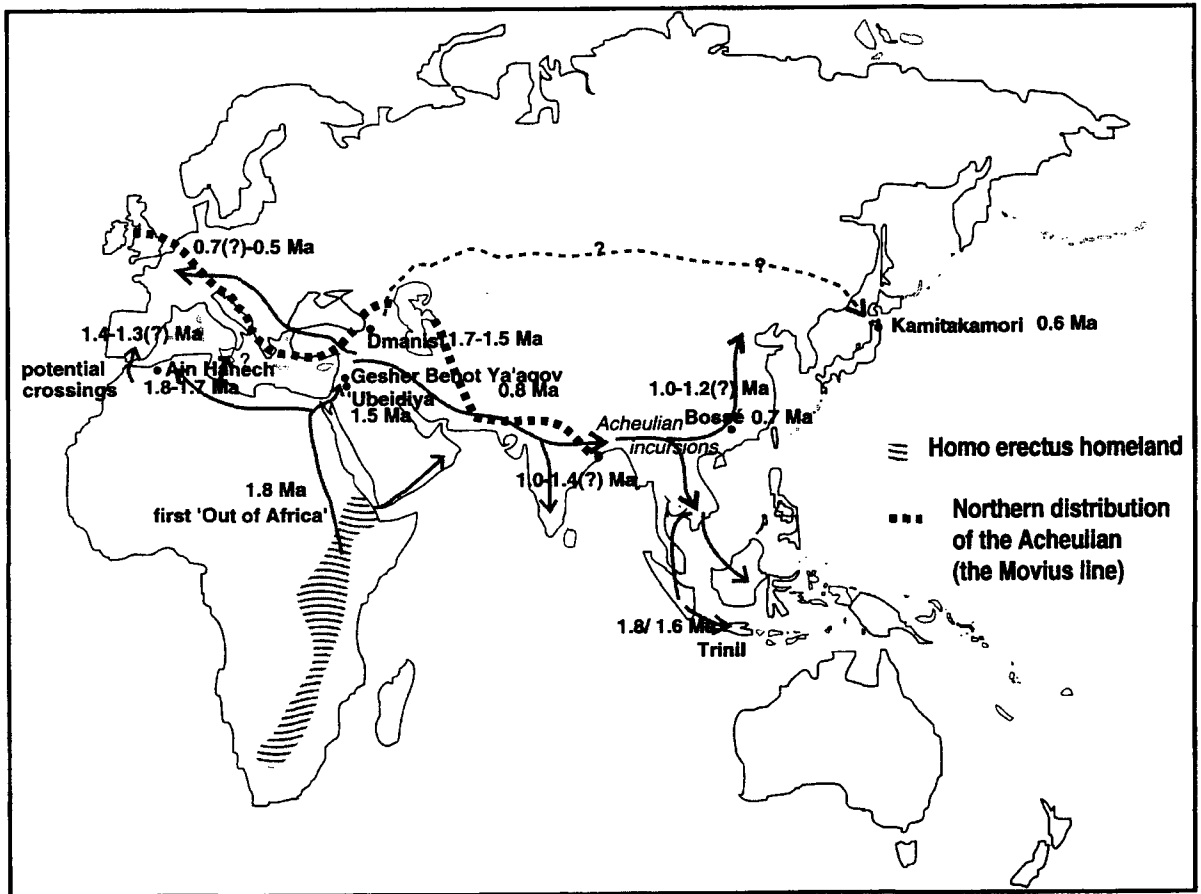 0.7(?)-0.5 Ma
?
?
Kamitakamori 0.6 Ma
1.4-1.3(?) Ma
Dmanisi 1.7-1.5 Ma
potential
crossings
Ain Hanech
?
1.8-1.7 Ma
Gesher Benot Ya'aqov
0.8 Ma
'Ubeidiya
1.5 Ma
1.0-1.2(?) Ma
Acheulian
incursions
Bossé 0.7 Ma
Homo erectus homeland
1.0-1.4(?) Ma
1.8 Ma
first 'Out of Africa'
Northern distribution
of the Acheulian
(the Movius line)
1.8/ 1.6 Ma
Trinil